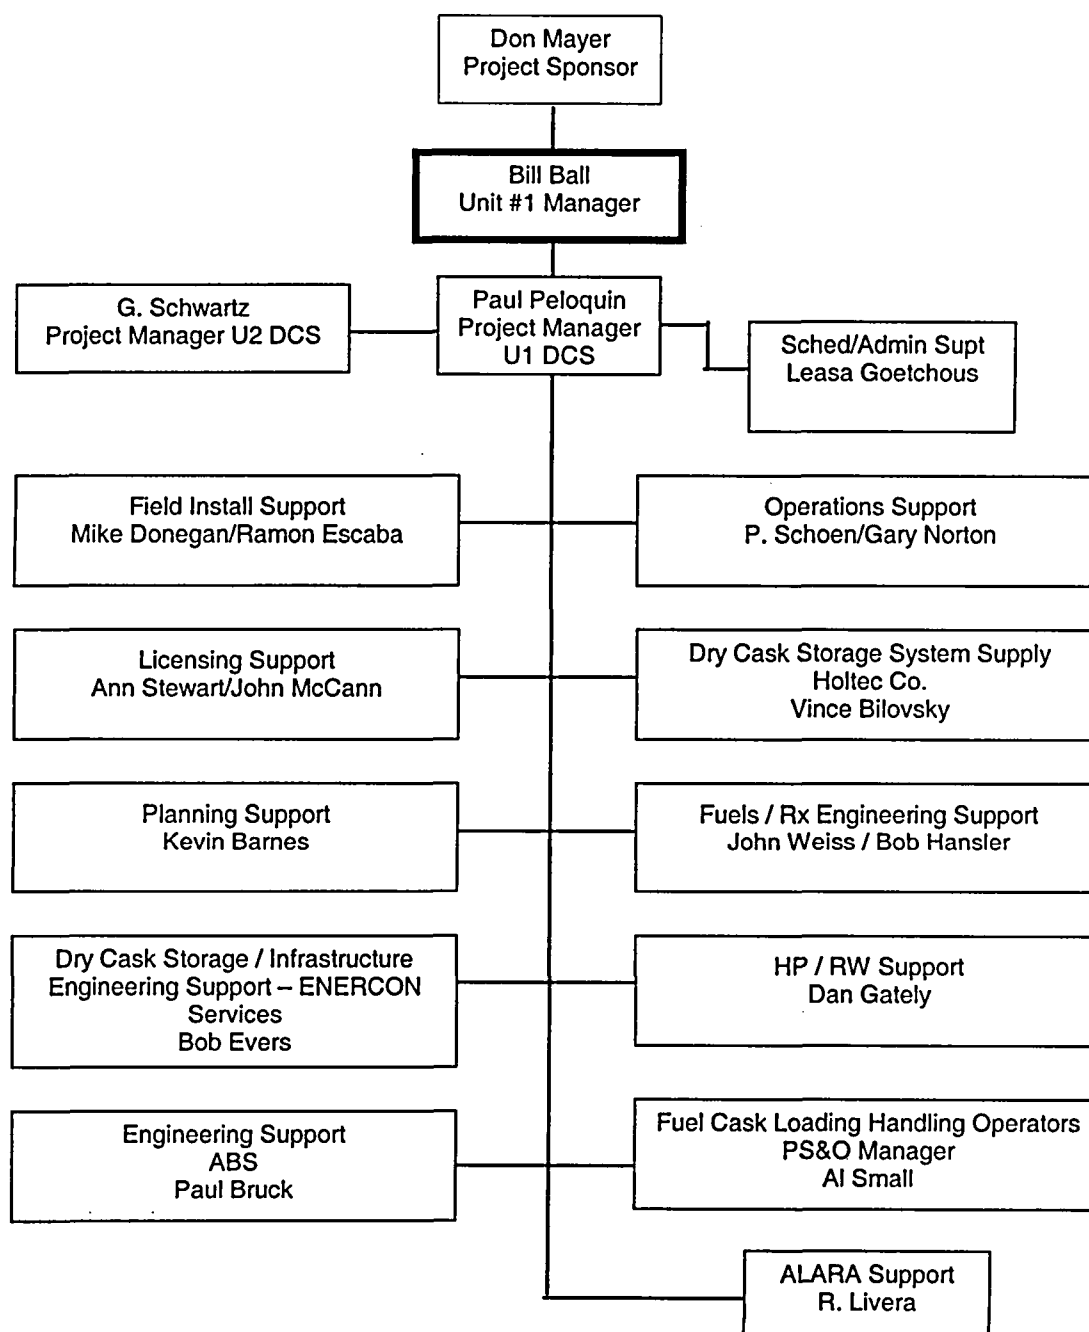 Don Mayer
Project Sponsor
Bill Ball
Unit #1 Manager
G. Schwartz
Project Manager U2 DCS
Paul Peloquin
Project Manager
U1 DCS
Sched/Admin Supt
Leasa Goetchous
Field Install Support
Mike Donegan/Ramon Escaba
Operations Support
P. Schoen/Gary Norton
Licensing Support
Ann Stewart/John McCann
Dry Cask Storage System Supply
Holtec Co.
Vince Bilovsky
Planning Support
Kevin Barnes
Fuels / Rx Engineering Support
John Weiss / Bob Hansler
Dry Cask Storage / Infrastructure
Engineering Support – ENERCON
Services
Bob Evers
HP / RW Support
Dan Gately
Engineering Support
ABS
Paul Bruck
Fuel Cask Loading Handling Operators
PS&O Manager
Al Small
ALARA Support
R. Livera